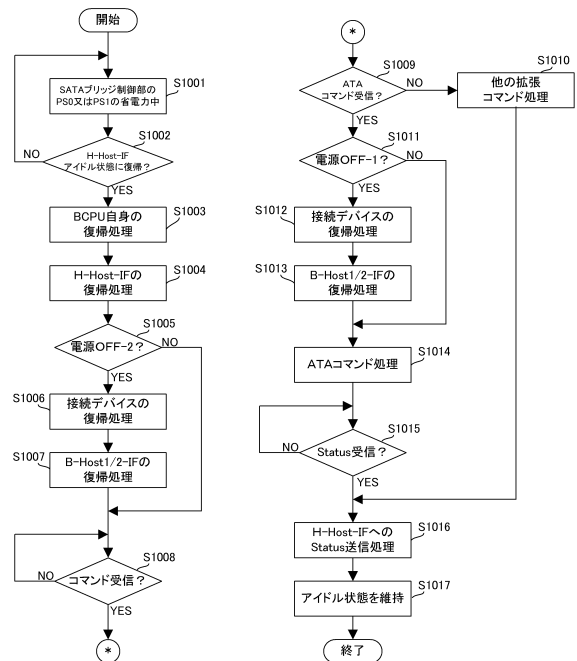 開始
S1001
SATAブリッジ制御部の
PS0又はPS1の省電力中
S1002
H-Host-IF
アイドル状態に復帰？
NO
YES
S1003
BCPU自身の
復帰処理
S1004
H-Host-IFの
復帰処理
S1005
電源OFF-2？
NO
YES
S1006
接続デバイスの
復帰処理
S1007
B-Host1/2-IFの
復帰処理
S1008
コマンド受信？
NO
YES
*
*
S1009
ATA
コマンド受信？
NO
YES
S1010
他の拡張
コマンド処理
S1011
電源OFF-1？
NO
YES
S1012
接続デバイスの
復帰処理
S1013
B-Host1/2-IFの
復帰処理
S1014
ATAコマンド処理
S1015
Status受信？
NO
YES
S1016
H-Host-IFへの
Status送信処理
S1017
アイドル状態を維持
終了